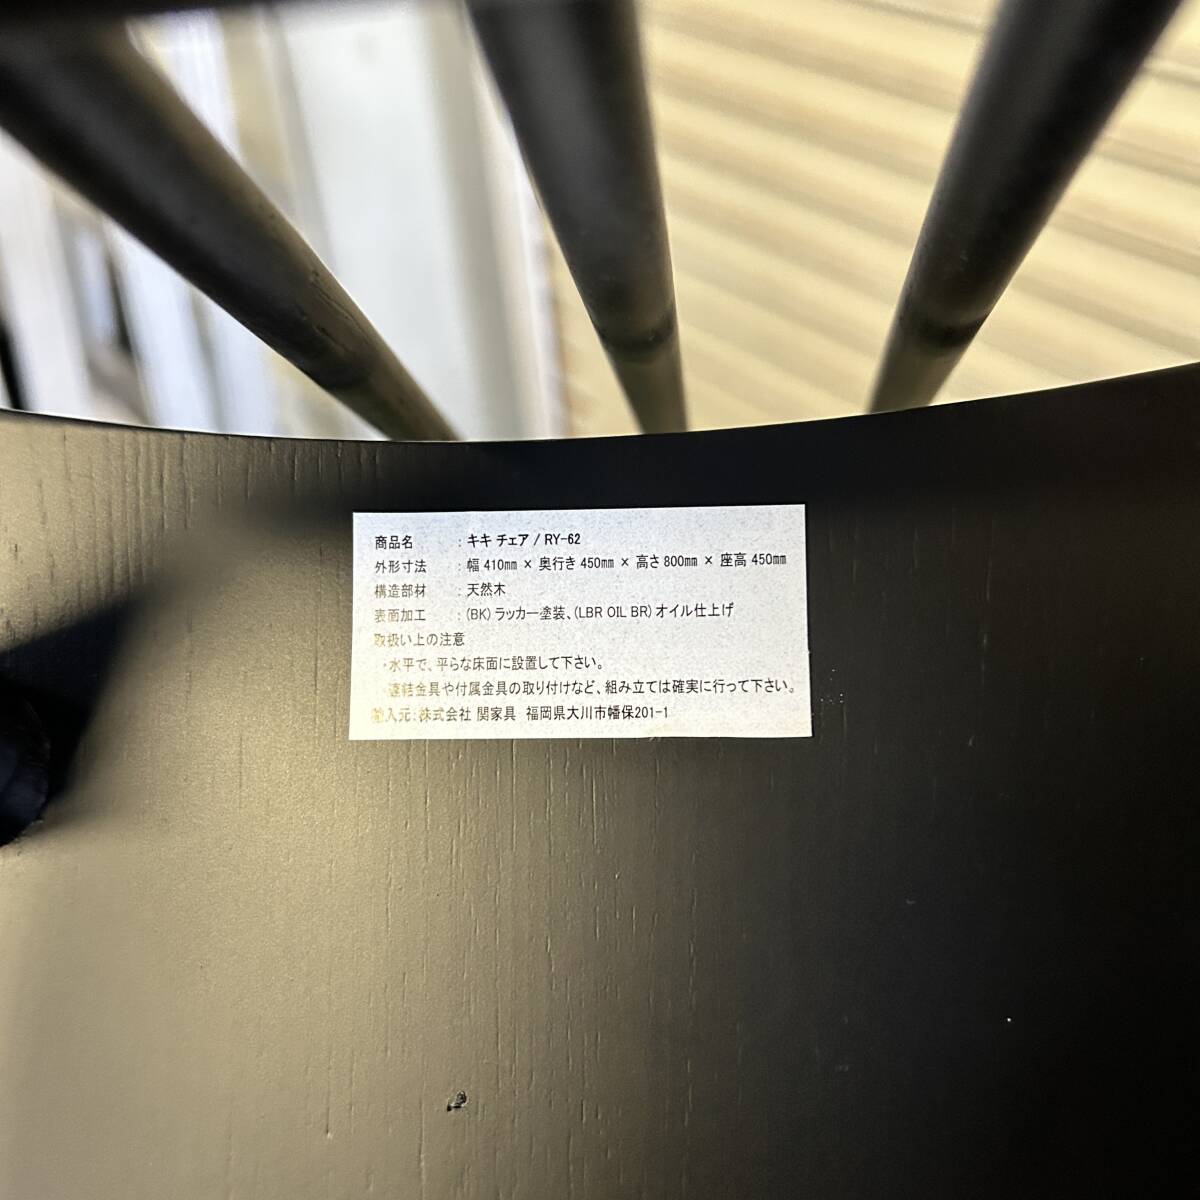 商品名 : キキ チェア / RY-62
外形寸法 : 幅 410㎜ × 奥行き 450㎜ × 高さ 800㎜ × 座高 450㎜
構造部材 : 天然木
表面加工 : (BK) ラッカー塗装、(LBR OIL BR) オイル仕上げ
取扱い上の注意
・水平で、平らな床面に設置して下さい。
・連結金具や付属金具の取り付けなど、組み立ては確実に行って下さい。
輸入元: 株式会社 関家具 福岡県大川市幡保201-1